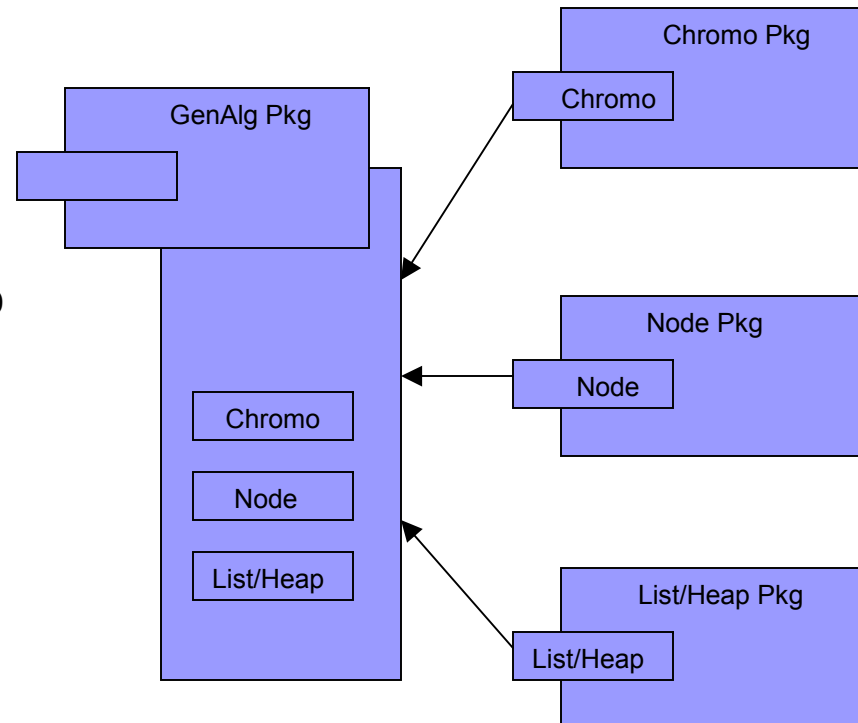 Chromo Pkg
Chromo
GenAlg Pkg
)
Node Pkg
Node
Chromo
Node
List/Heap
List/Heap Pkg
List/Heap